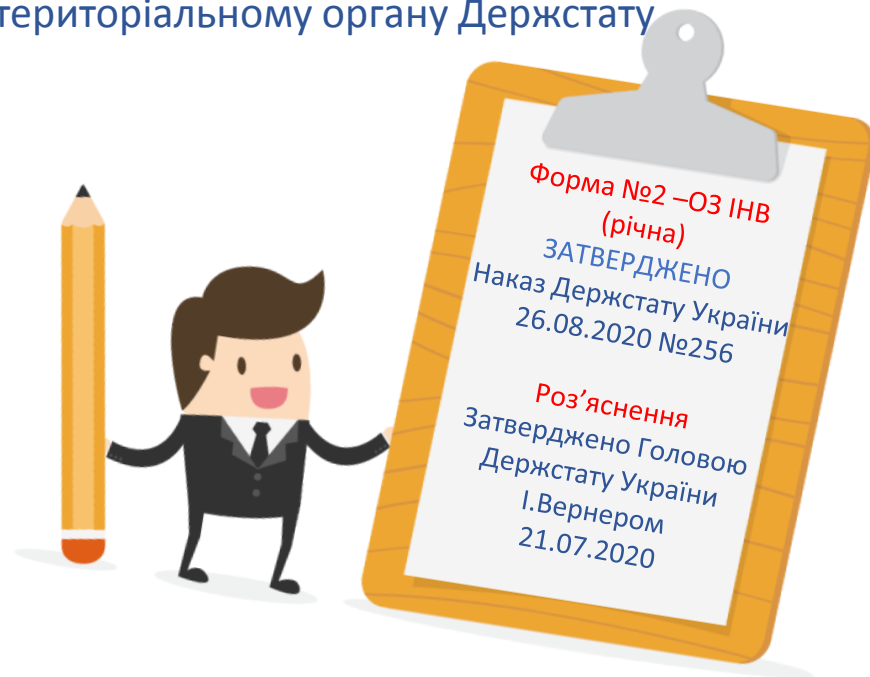 територіальному органу Держстату
Форма №2 –ОЗ ІНВ
(річна)
ЗАТВЕРДЖЕНО
Наказ Держстату України
26.08.2020 №256
Роз’яснення
Затверджено Головою
Держстату України
І.Вернером
21.07.2020